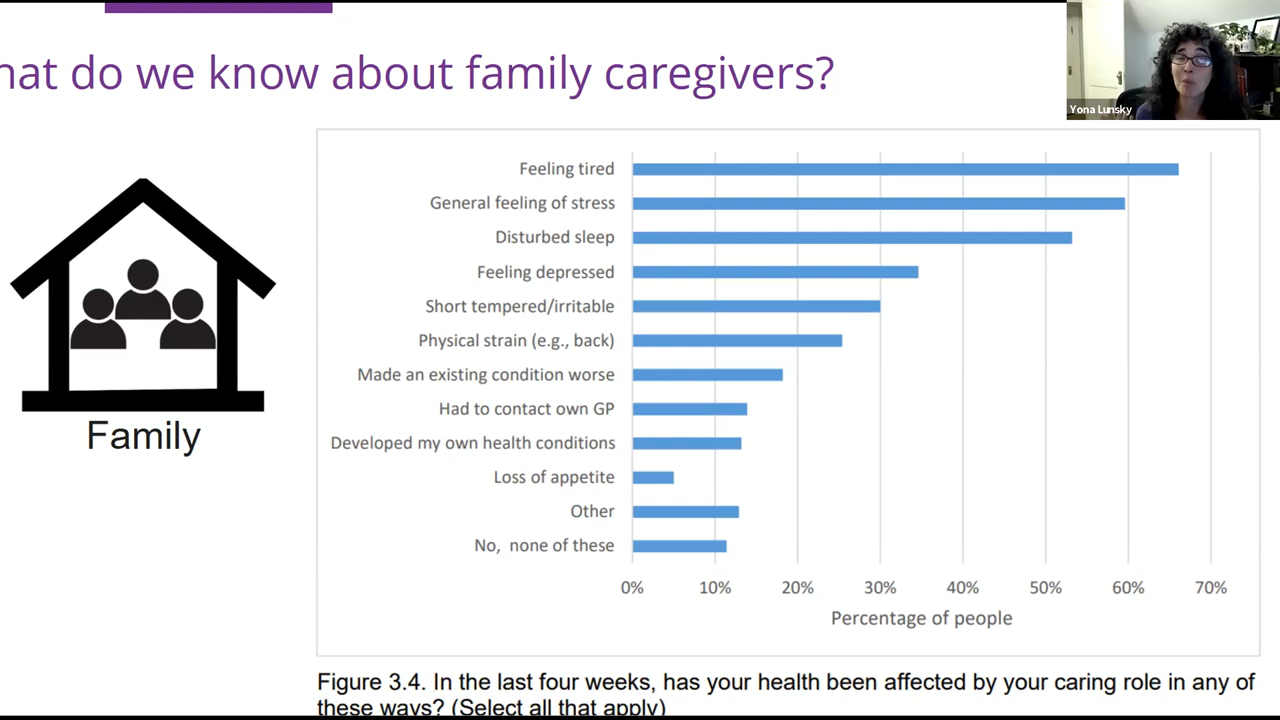 hat do we know about family caregivers?
Yona Lunsky
Family
Feeling tired
General feeling of stress
Disturbed sleep
Feeling depressed
Short tempered/irritable
Physical strain (e.g., back)
Made an existing condition worse
Had to contact own GP
Developed my own health conditions
Loss of appetite
Other
No, none of these
0% 10% 20% 30% 40% 50% 60% 70%
Percentage of people
Figure 3.4. In the last four weeks, has your health been affected by your caring role in any of
these ways? (Select all that apply)